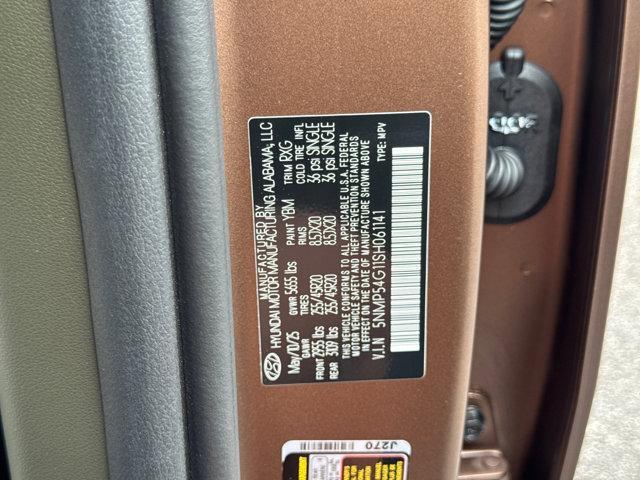 MANUFACTURED BY
HYUNDAI MOTOR MANUFACTURING ALABAMA, LLC
May/10/25 PAINT YBM TRIM RXG
GVWR 5655 lbs
GAWR TIRES RIMS COLD TIRE INFL
FRONT 2955 lbs 255/45R20 8.5JX20 36 psi SINGLE
REAR 3109 lbs 255/45R20 8.5JX20 36 psi SINGLE
THIS VEHICLE CONFORMS TO ALL APPLICABLE U.S.A. FEDERAL
MOTOR VEHICLE SAFETY AND THEFT PREVENTION STANDARDS
IN EFFECT ON THE DATE OF MANUFACTURE SHOWN ABOVE
V.I.N 5NMP54G11SH061141 TYPE: MPV
J270